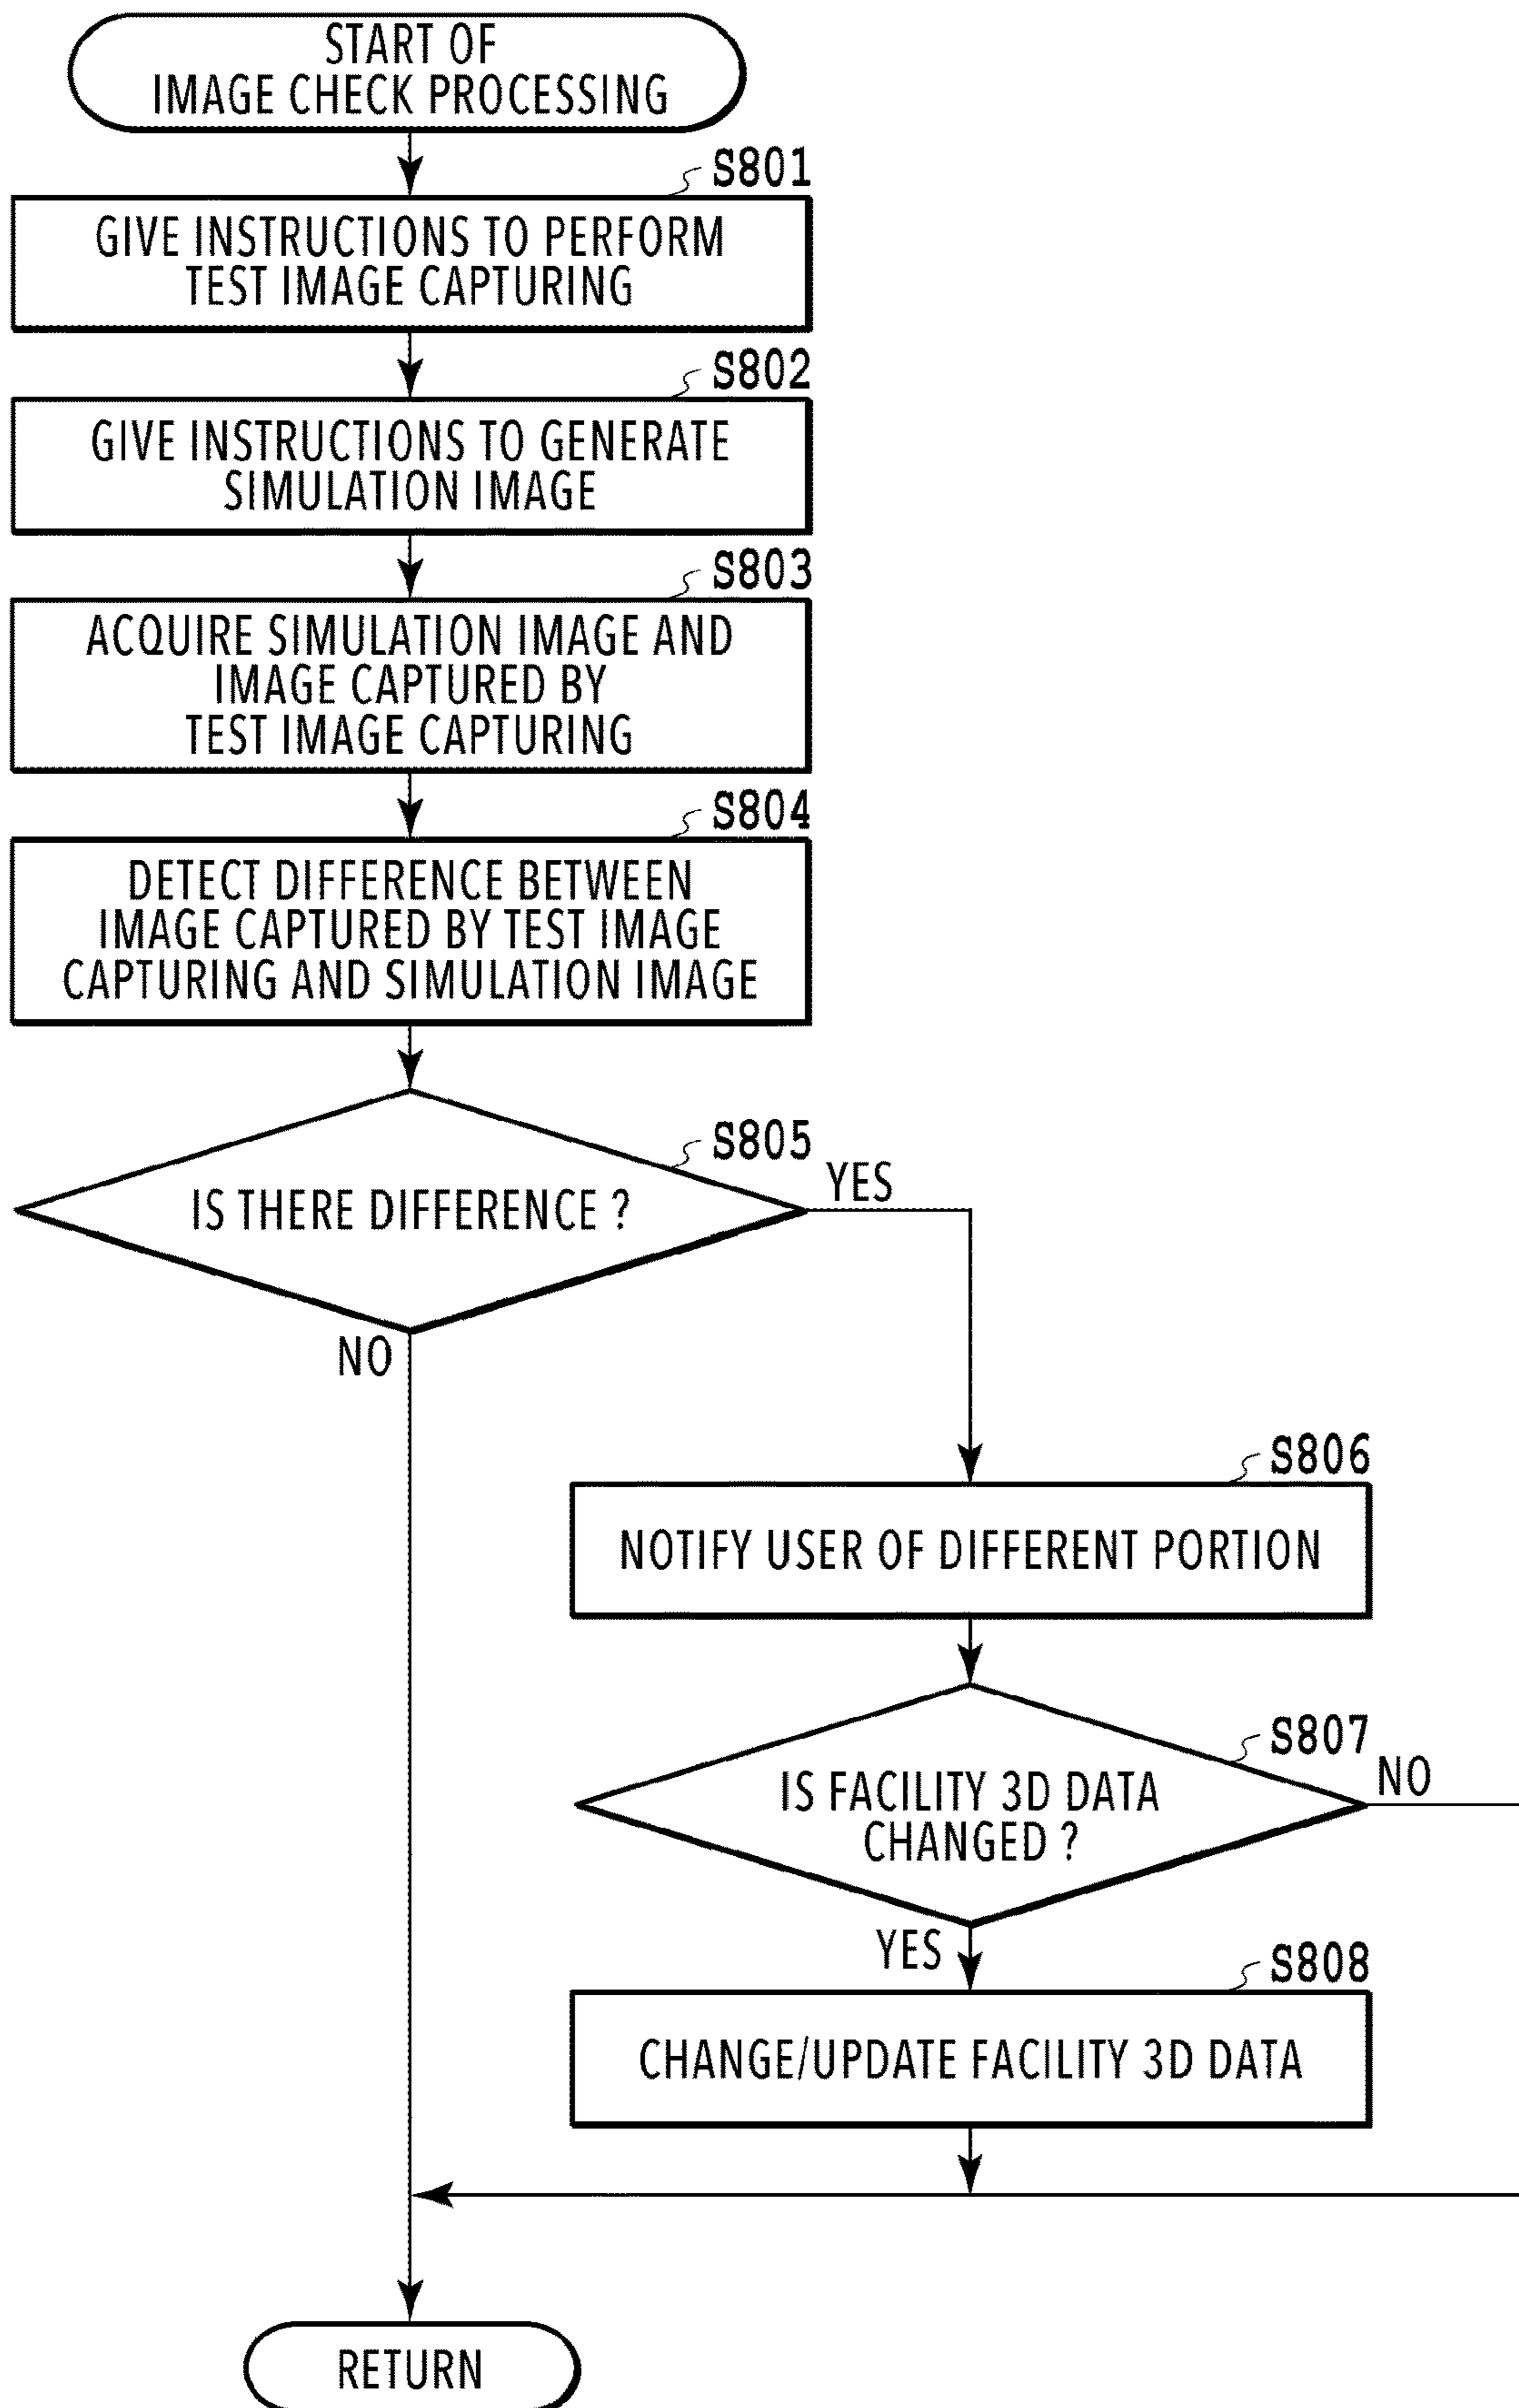 START OF
IMAGE CHECK PROCESSING
S801
GIVE INSTRUCTIONS TO PERFORM
TEST IMAGE CAPTURING
S802
GIVE INSTRUCTIONS TO GENERATE
SIMULATION IMAGE
S803
ACQUIRE SIMULATION IMAGE AND
IMAGE CAPTURED BY
TEST IMAGE CAPTURING
S804
DETECT DIFFERENCE BETWEEN
IMAGE CAPTURED BY TEST IMAGE
CAPTURING AND SIMULATION IMAGE
S805
IS THERE DIFFERENCE ?
YES
NO
S806
NOTIFY USER OF DIFFERENT PORTION
S807
IS FACILITY 3D DATA
CHANGED ?
NO
YES
S808
CHANGE/UPDATE FACILITY 3D DATA
RETURN